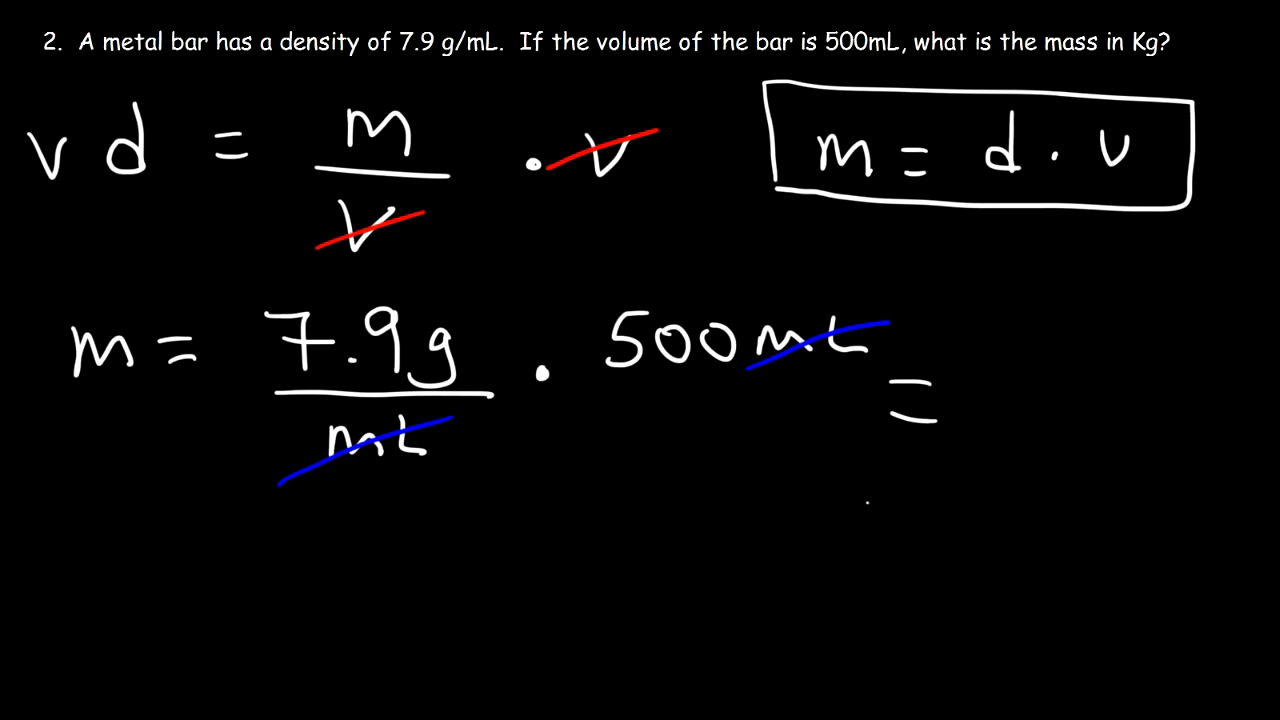 2. A metal bar has a density of 7.9 g/mL. If the volume of the bar is 500mL, what is the mass in Kg?
v d = m/v · v
m = d · v
m = 7.9g/mL · 500mL =